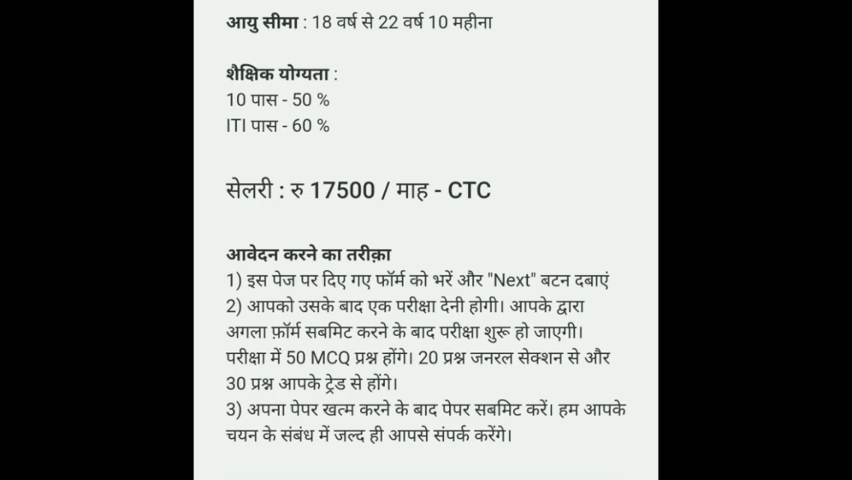 आयु सीमा : 18 वर्ष से 22 वर्ष 10 महीना
शैक्षिक योग्यता :
10 पास - 50 %
ITI पास - 60 %
सेलरी : रु 17500 / माह - CTC
आवेदन करने का तरीक़ा
1) इस पेज पर दिए गए फॉर्म को भरें और "Next" बटन दबाएं
2) आपको उसके बाद एक परीक्षा देनी होगी। आपके द्वारा
अगला फ़ॉर्म सबमिट करने के बाद परीक्षा शुरू हो जाएगी।
परीक्षा में 50 MCQ प्रश्न होंगे। 20 प्रश्न जनरल सेक्शन से और
30 प्रश्न आपके ट्रेड से होंगे।
3) अपना पेपर खत्म करने के बाद पेपर सबमिट करें। हम आपके
चयन के संबंध में जल्द ही आपसे संपर्क करेंगे।